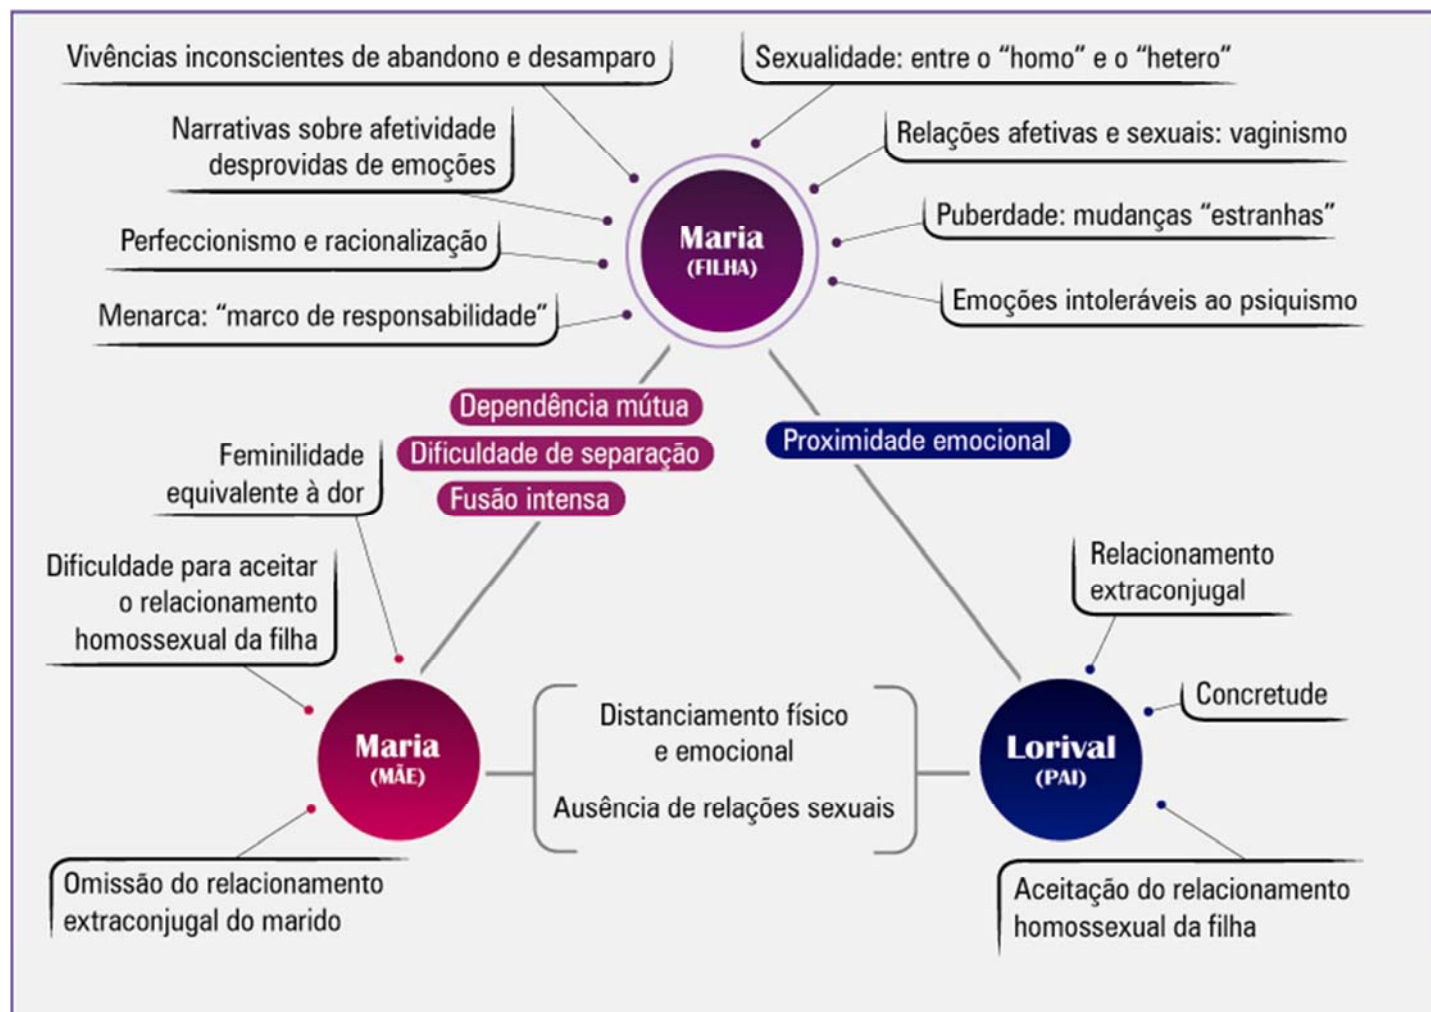 Vivências inconscientes de abandono e desamparo
Sexualidade: entre o “homo” e o “hetero”
Narrativas sobre afetividade
desprovidas de emoções
Relações afetivas e sexuais: vaginismo
Perfeccionismo e racionalização
Puberdade: mudanças “estranhas”
Menarca: “marco de responsabilidade”
Emoções intoleráveis ao psiquismo
Maria
(FILHA)
Dependência mútua
Dificuldade de separação
Fusão intensa
Proximidade emocional
Feminilidade
equivalente à dor
Dificuldade para aceitar
o relacionamento
homossexual da filha
Relacionamento
extraconjugal
Concretude
Maria
(MÃE)
Distanciamento físico
e emocional
Ausência de relações sexuais
Lorival
(PAI)
Omissão do relacionamento
extraconjugal do marido
Aceitação do relacionamento
homossexual da filha